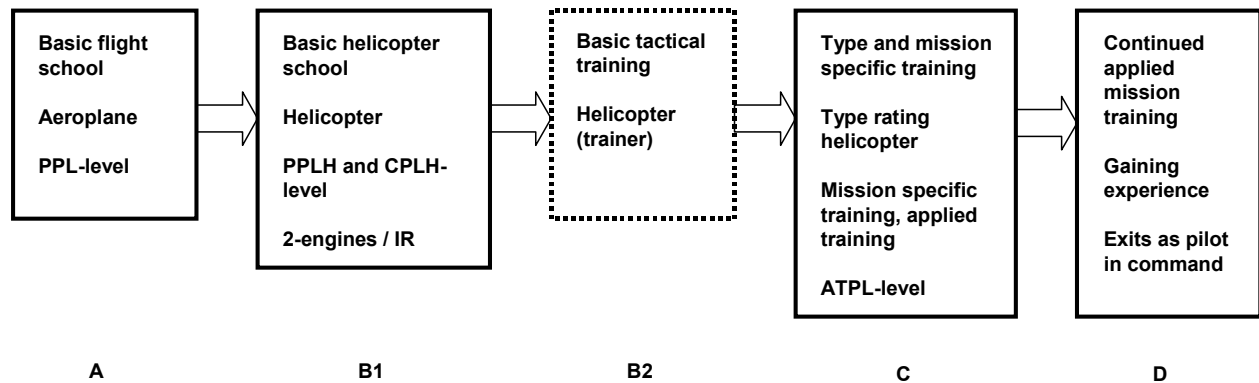 Basic flight
school
Aeroplane
PPL-level
Basic helicopter
school
Helicopter
PPLH and CPLH-
level
2-engines / IR
Basic tactical
training
Helicopter
(trainer)
Type and mission
specific training
Type rating
helicopter
Mission specific
training, applied
training
ATPL-level
Continued
applied
mission
training
Gaining
experience
Exits as pilot
in command
A
B1
B2
C
D